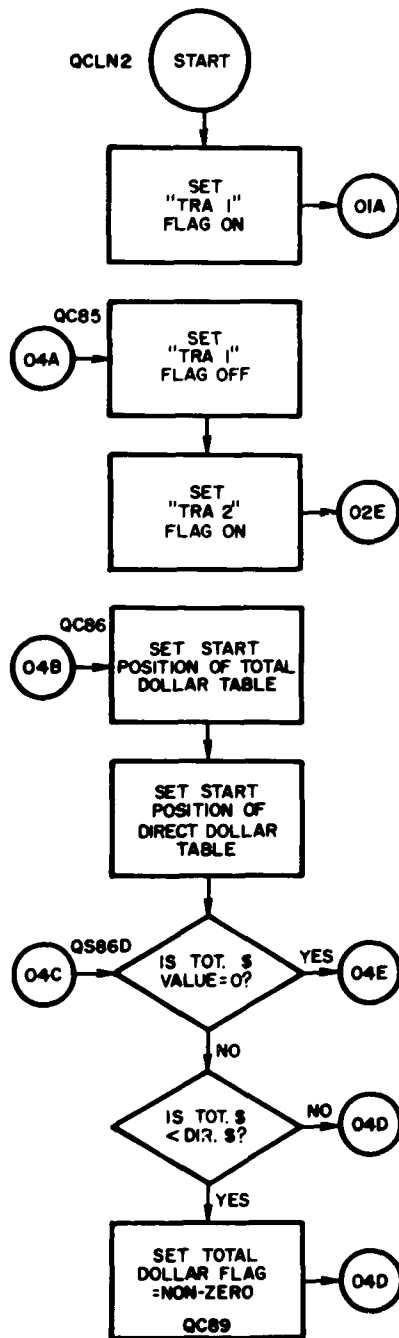 QCLN2
START
SET
"TRA 1"
FLAG ON
01A
QC85
04A
SET
"TRA 1"
FLAG OFF
SET
"TRA 2"
FLAG ON
02E
QC86
04B
SET START
POSITION OF TOTAL
DOLLAR TABLE
SET START
POSITION OF
DIRECT DOLLAR
TABLE
QS86D
04C
IS TOT. $
VALUE=0?
YES
04E
NO
IS TOT. $
< DIR. $?
NO
04D
YES
SET TOTAL
DOLLAR FLAG
=NON-ZERO
QC89
04D